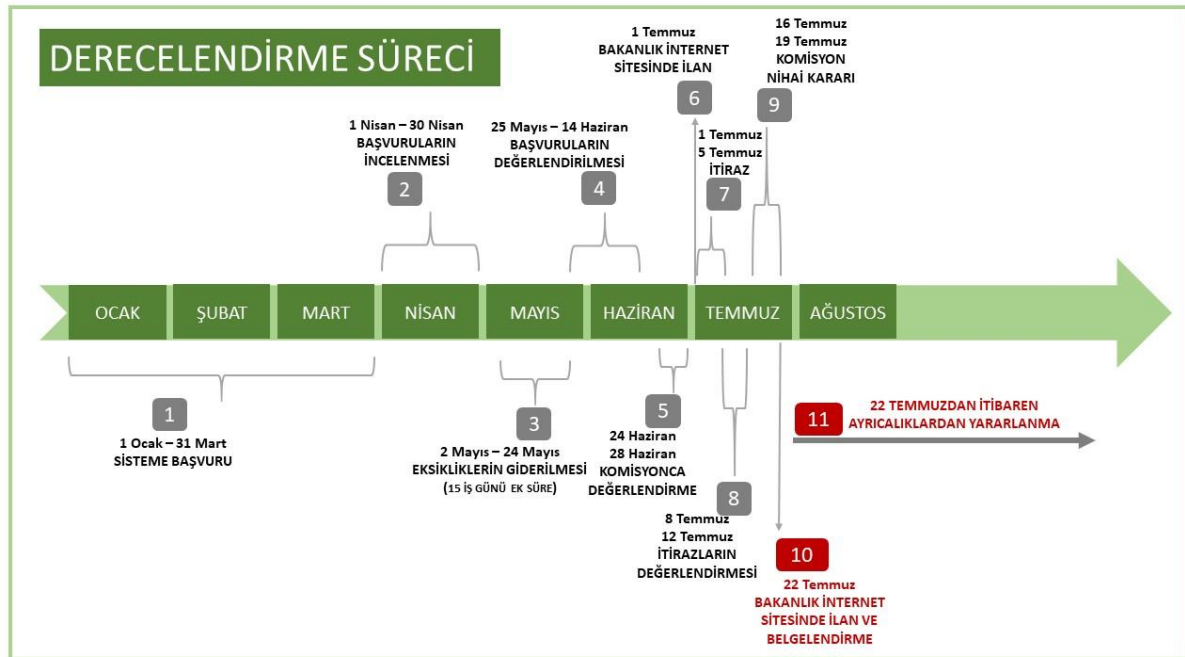 DERECELENDİRME SÜRECİ
1 Temmuz
BAKANLIK İNTERNET
SİTESİNDE İLAN
6
16 Temmuz
19 Temmuz
KOMİSYON
NİHAİ KARARI
9
1 Nisan – 30 Nisan
BAŞVURULARIN
İNCELENMESİ
2
25 Mayıs – 14 Haziran
BAŞVURULARIN
DEĞERLENDİRİLMESİ
4
1 Temmuz
5 Temmuz
İTİRAZ
7
OCAK
ŞUBAT
MART
NİSAN
MAYIS
HAZİRAN
TEMMUZ
AĞUSTOS
1
1 Ocak – 31 Mart
SİSTEME BAŞVURU
3
2 Mayıs – 24 Mayıs
EKSİKLİKLERİN GİDERİLMESİ
(15 İŞ GÜNÜ EK SÜRE)
5
24 Haziran
28 Haziran
KOMİSYONCA
DEĞERLENDİRME
8
8 Temmuz
12 Temmuz
İTİRAZLARIN
DEĞERLENDİRMESİ
11
22 TEMMUZDAN İTİBAREN
AYRICALIKLARDAN YARARLANMA
10
22 Temmuz
BAKANLIK İNTERNET
SİTESİNDE İLAN VE
BELGELENDİRME